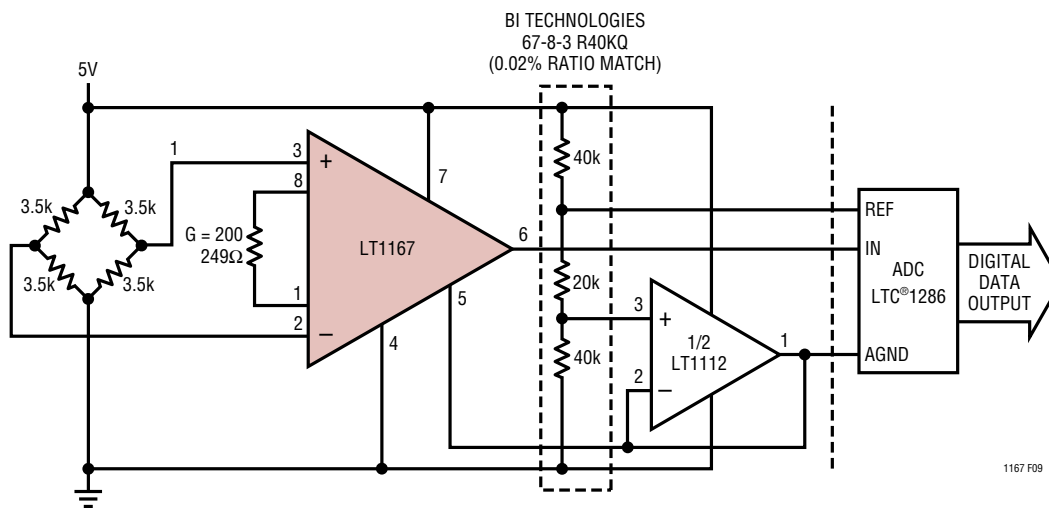 BI TECHNOLOGIES
67-8-3 R40KQ
(0.02% RATIO MATCH)
5V
1
3
+
8
7
40k
3.5k
3.5k
REF
G = 200
249Ω
LT1167
6
IN
ADC
LTC®1286
DIGITAL
DATA
OUTPUT
3.5k
3.5k
1
5
20k
2
–
4
3
+
1/2
LT1112
1
AGND
40k
2
–
1167 F09